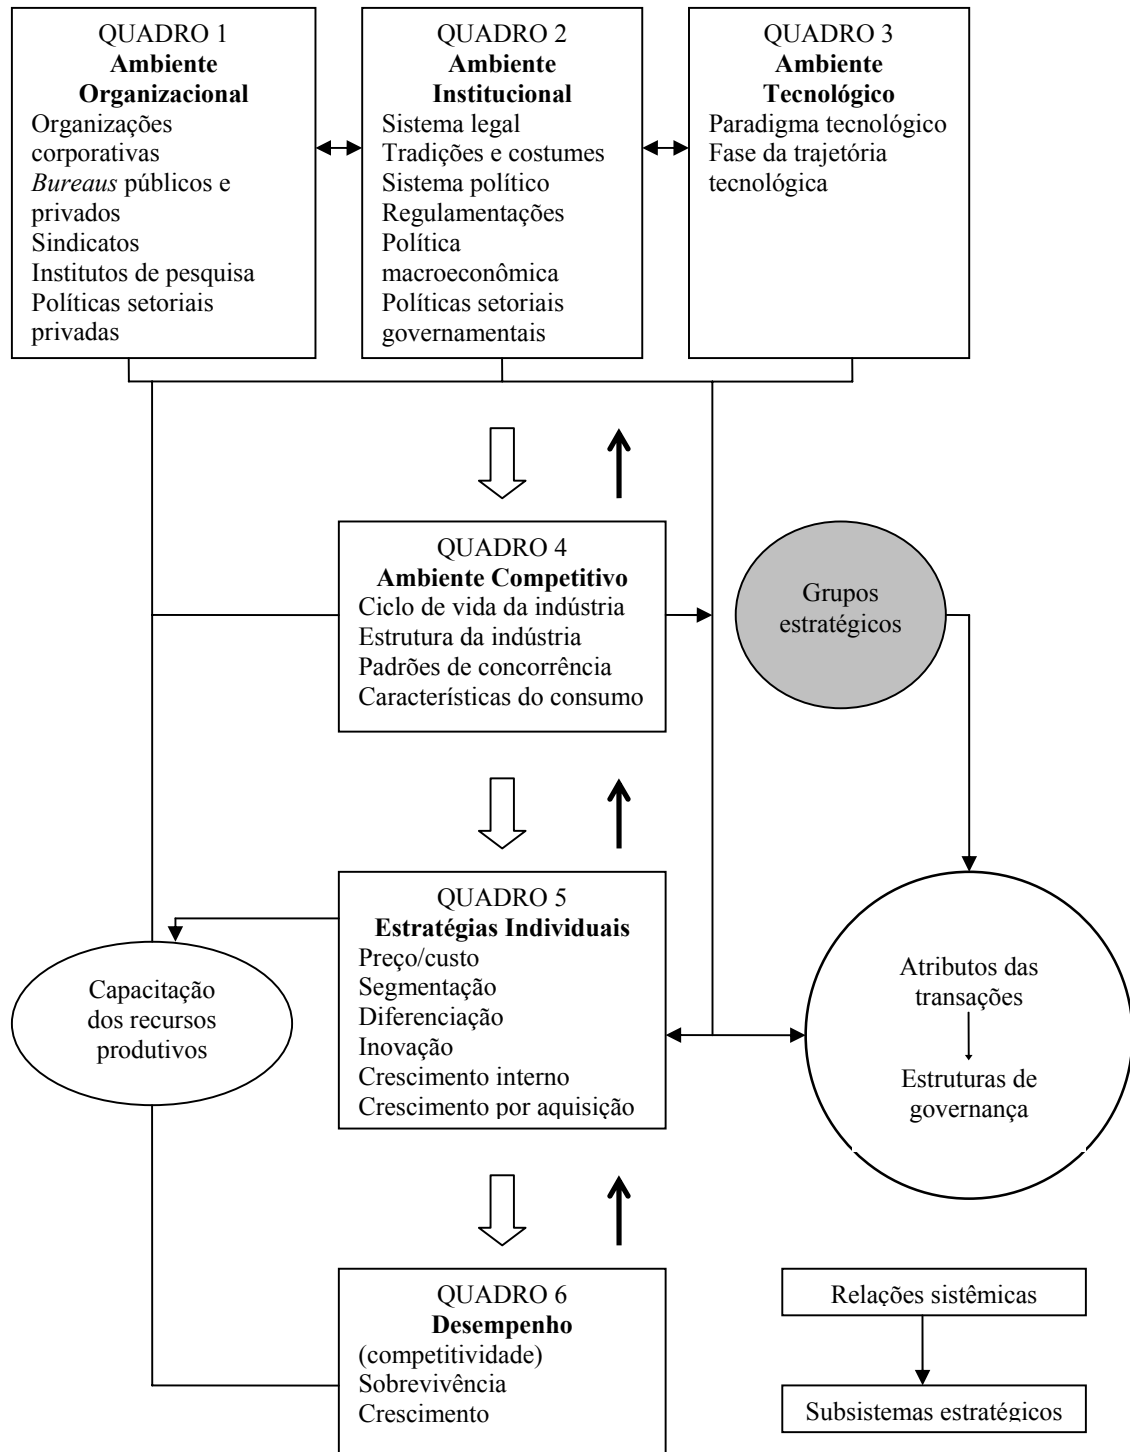 QUADRO 1
Ambiente
Organizacional
Organizações
corporativas
Bureaus públicos e
privados
Sindicatos
Institutos de pesquisa
Políticas setoriais
privadas
QUADRO 2
Ambiente
Institucional
Sistema legal
Tradições e costumes
Sistema político
Regulamentações
Política
macroeconômica
Políticas setoriais
governamentais
QUADRO 3
Ambiente
Tecnológico
Paradigma tecnológico
Fase da trajetória
tecnológica
QUADRO 4
Ambiente Competitivo
Ciclo de vida da indústria
Estrutura da indústria
Padrões de concorrência
Características do consumo
Grupos
estratégicos
QUADRO 5
Estratégias Individuais
Preço/custo
Segmentação
Diferenciação
Inovação
Crescimento interno
Crescimento por aquisição
Capacitação
dos recursos
produtivos
Atributos das
transações
Estruturas de
governança
QUADRO 6
Desempenho
(competitividade)
Sobrevivência
Crescimento
Relações sistêmicas
Subsistemas estratégicos